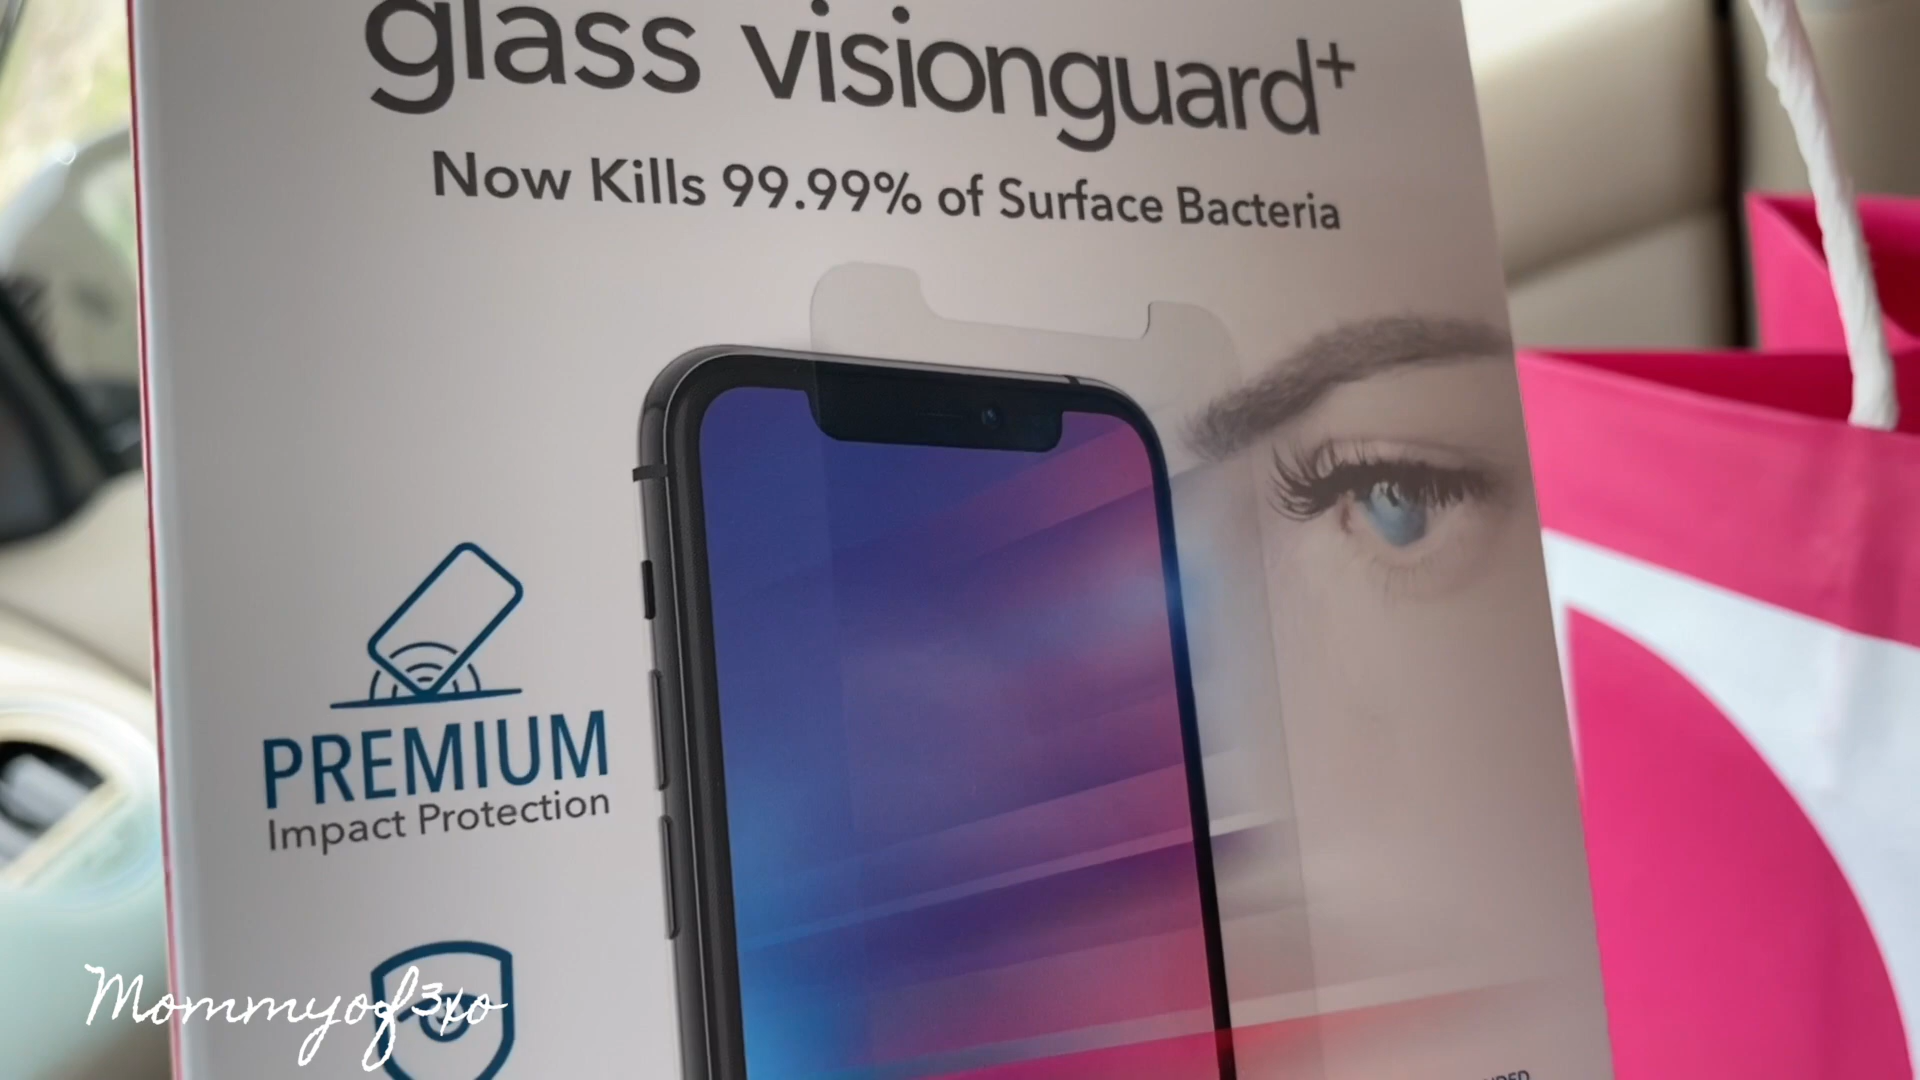 glass visionguard+
Now Kills 99.99% of Surface Bacteria
PREMIUM
Impact Protection
Mommyof3xo